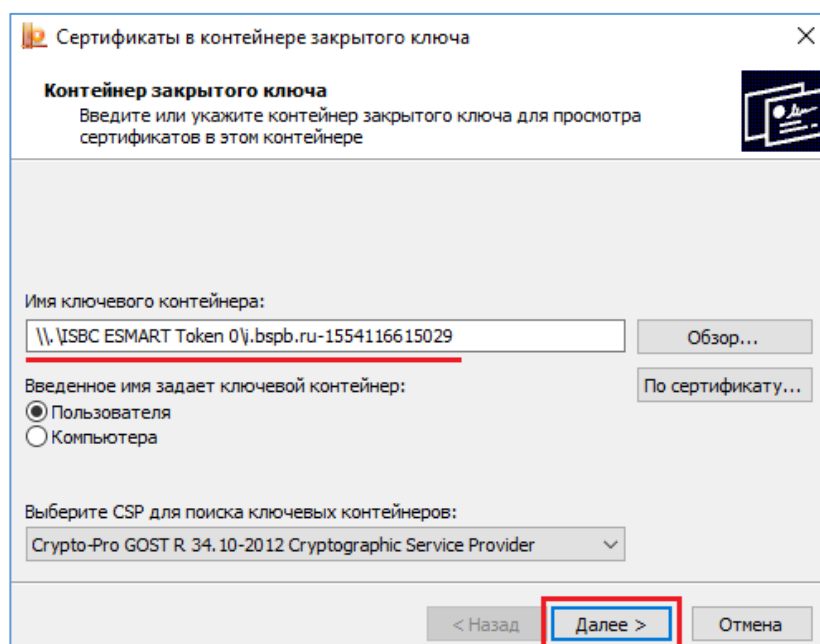 Сертификаты в контейнере закрытого ключа
Контейнер закрытого ключа
Введите или укажите контейнер закрытого ключа для просмотра
сертификатов в этом контейнере
Имя ключевого контейнера:
\\.\ISBC ESMART Token 0\i.bspb.ru-1554116615029
Обзор...
Введенное имя задает ключевой контейнер:
По сертификату...
Пользователя
Компьютера
Выберите CSP для поиска ключевых контейнеров:
Crypto-Pro GOST R 34.10-2012 Cryptographic Service Provider
< Назад
Далее >
Отмена